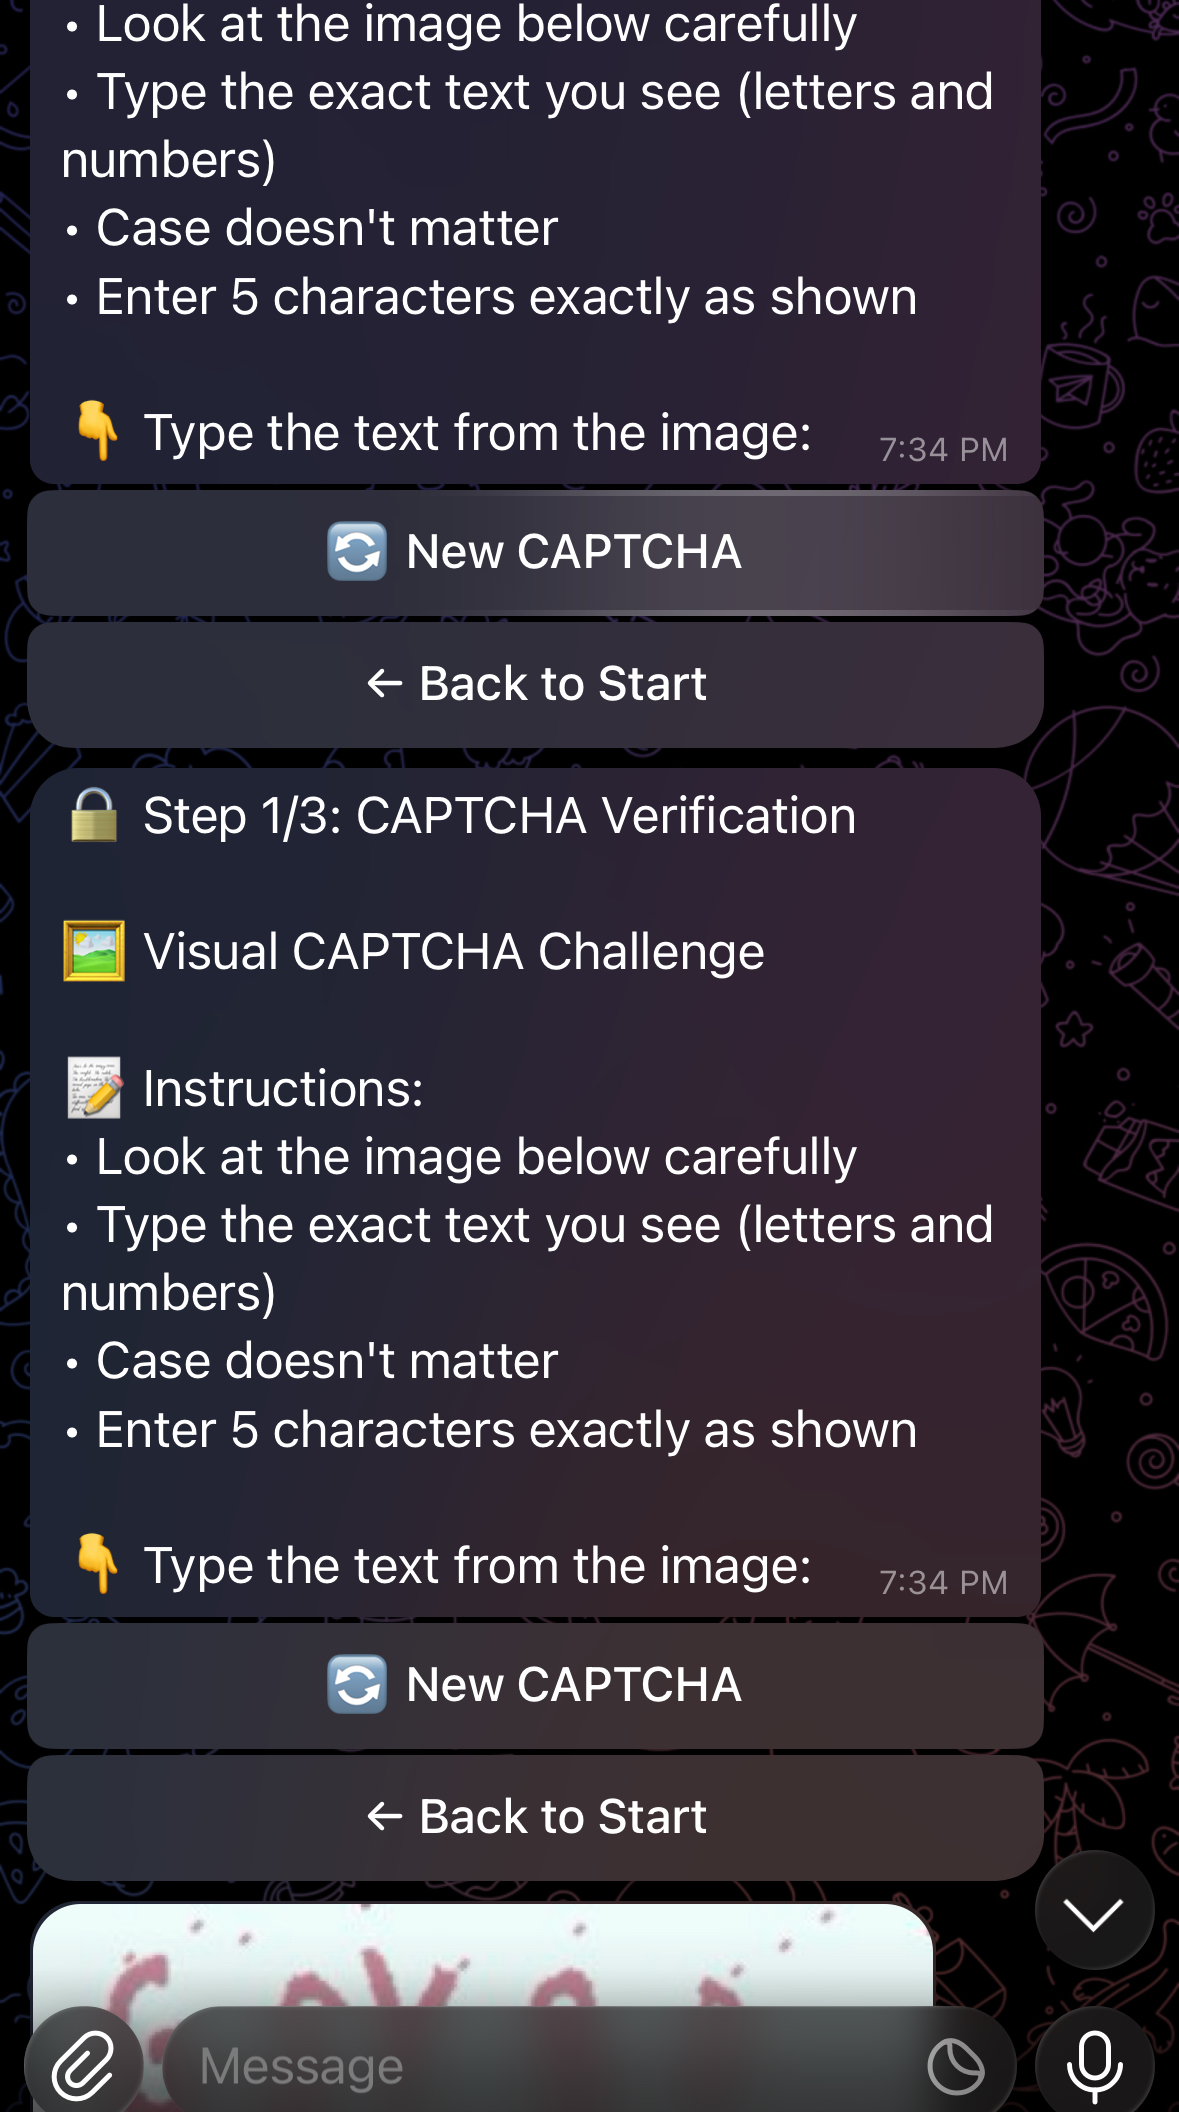 • Look at the image below carefully
• Type the exact text you see (letters and
numbers)
• Case doesn't matter
• Enter 5 characters exactly as shown
👇 Type the text from the image:
7:34 PM
🔄 New CAPTCHA
← Back to Start
🔒 Step 1/3: CAPTCHA Verification
🖼️ Visual CAPTCHA Challenge
📝 Instructions:
• Look at the image below carefully
• Type the exact text you see (letters and
numbers)
• Case doesn't matter
• Enter 5 characters exactly as shown
👇 Type the text from the image:
7:34 PM
🔄 New CAPTCHA
← Back to Start
Message